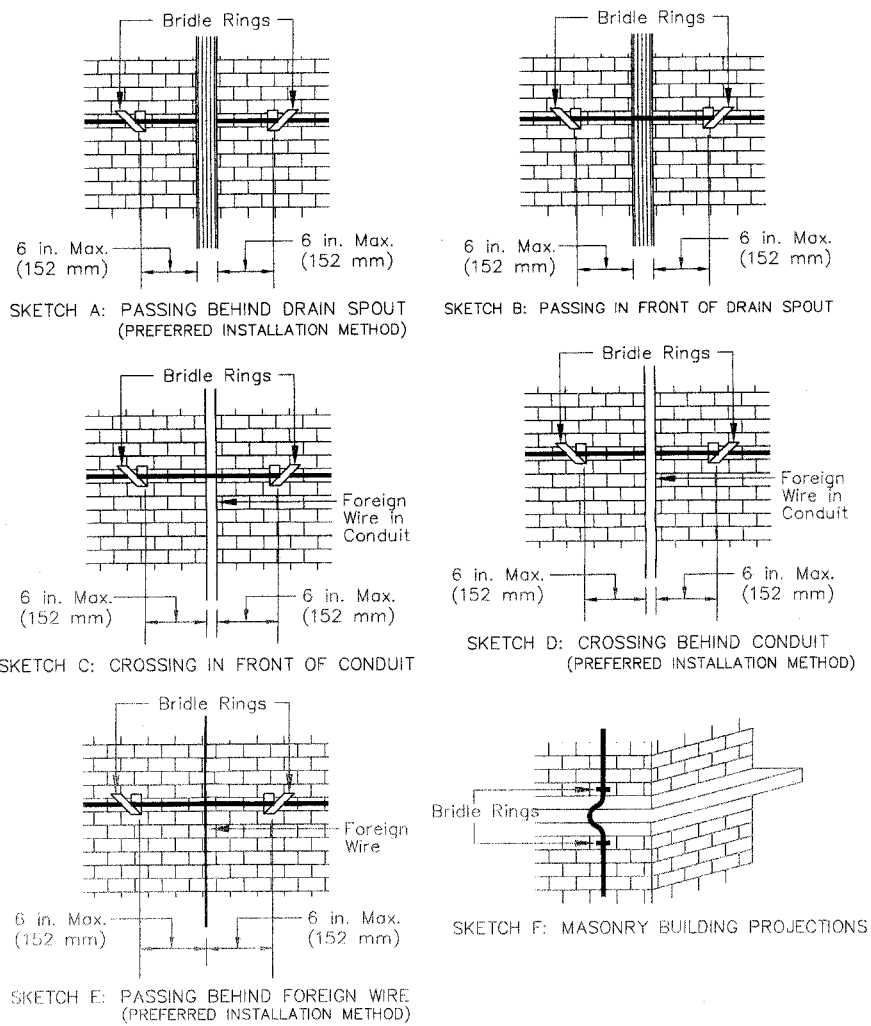 Bridle Rings
6 in. Max.
(152 mm)
6 in. Max.
(152 mm)
SKETCH A: PASSING BEHIND DRAIN SPOUT
(PREFERRED INSTALLATION METHOD)
Bridle Rings
6 in. Max.
(152 mm)
6 in. Max.
(152 mm)
SKETCH B: PASSING IN FRONT OF DRAIN SPOUT
Bridle Rings
Foreign
Wire in
Conduit
6 in. Max.
(152 mm)
6 in. Max.
(152 mm)
SKETCH C: CROSSING IN FRONT OF CONDUIT
Bridle Rings
Foreign
Wire in
Conduit
6 in. Max.
(152 mm)
6 in. Max.
(152 mm)
SKETCH D: CROSSING BEHIND CONDUIT
(PREFERRED INSTALLATION METHOD)
Bridle Rings
Foreign
Wire
6 in. Max.
(152 mm)
6 in. Max.
(152 mm)
SKETCH E: PASSING BEHIND FOREIGN WIRE
(PREFERRED INSTALLATION METHOD)
Bridle Rings
SKETCH F: MASONRY BUILDING PROJECTIONS